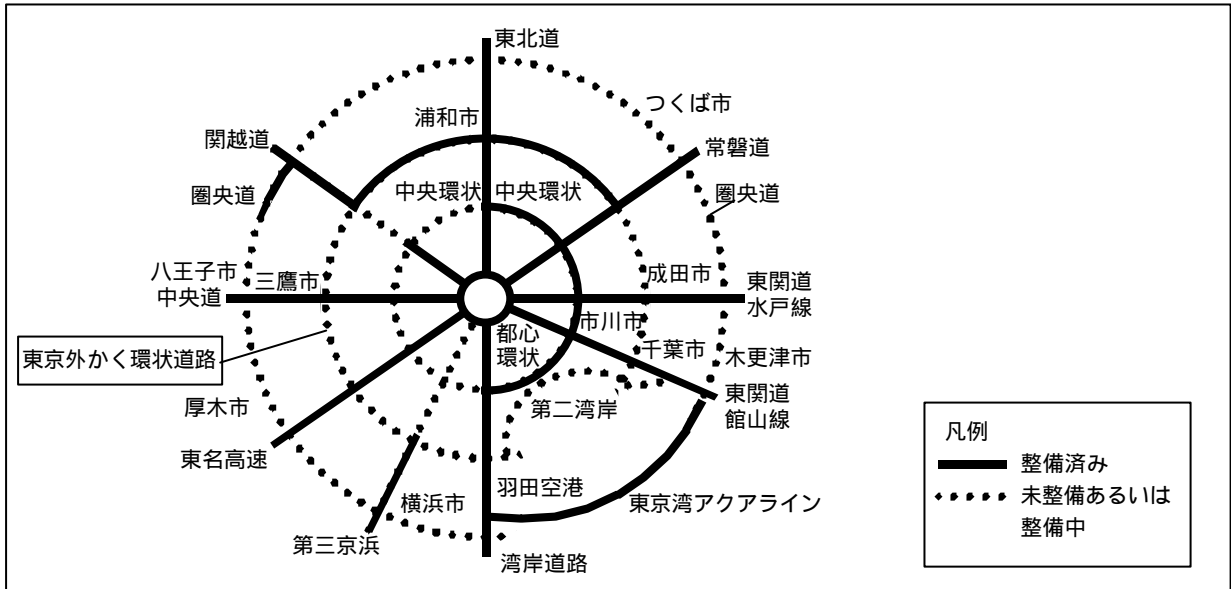 東北道
つくば市
浦和市
関越道
常磐道
圏央道
中央環状
中央環状
圏央道
八王子市
中央道
三鷹市
成田市
東関道
水戸線
都心
環状
市川市
千葉市
木更津市
東京外かく環状道路
東関道
館山線
厚木市
第二湾岸
東名高速
横浜市
羽田空港
東京湾アクアライン
第三京浜
湾岸道路
凡例
整備済み
未整備あるいは
整備中